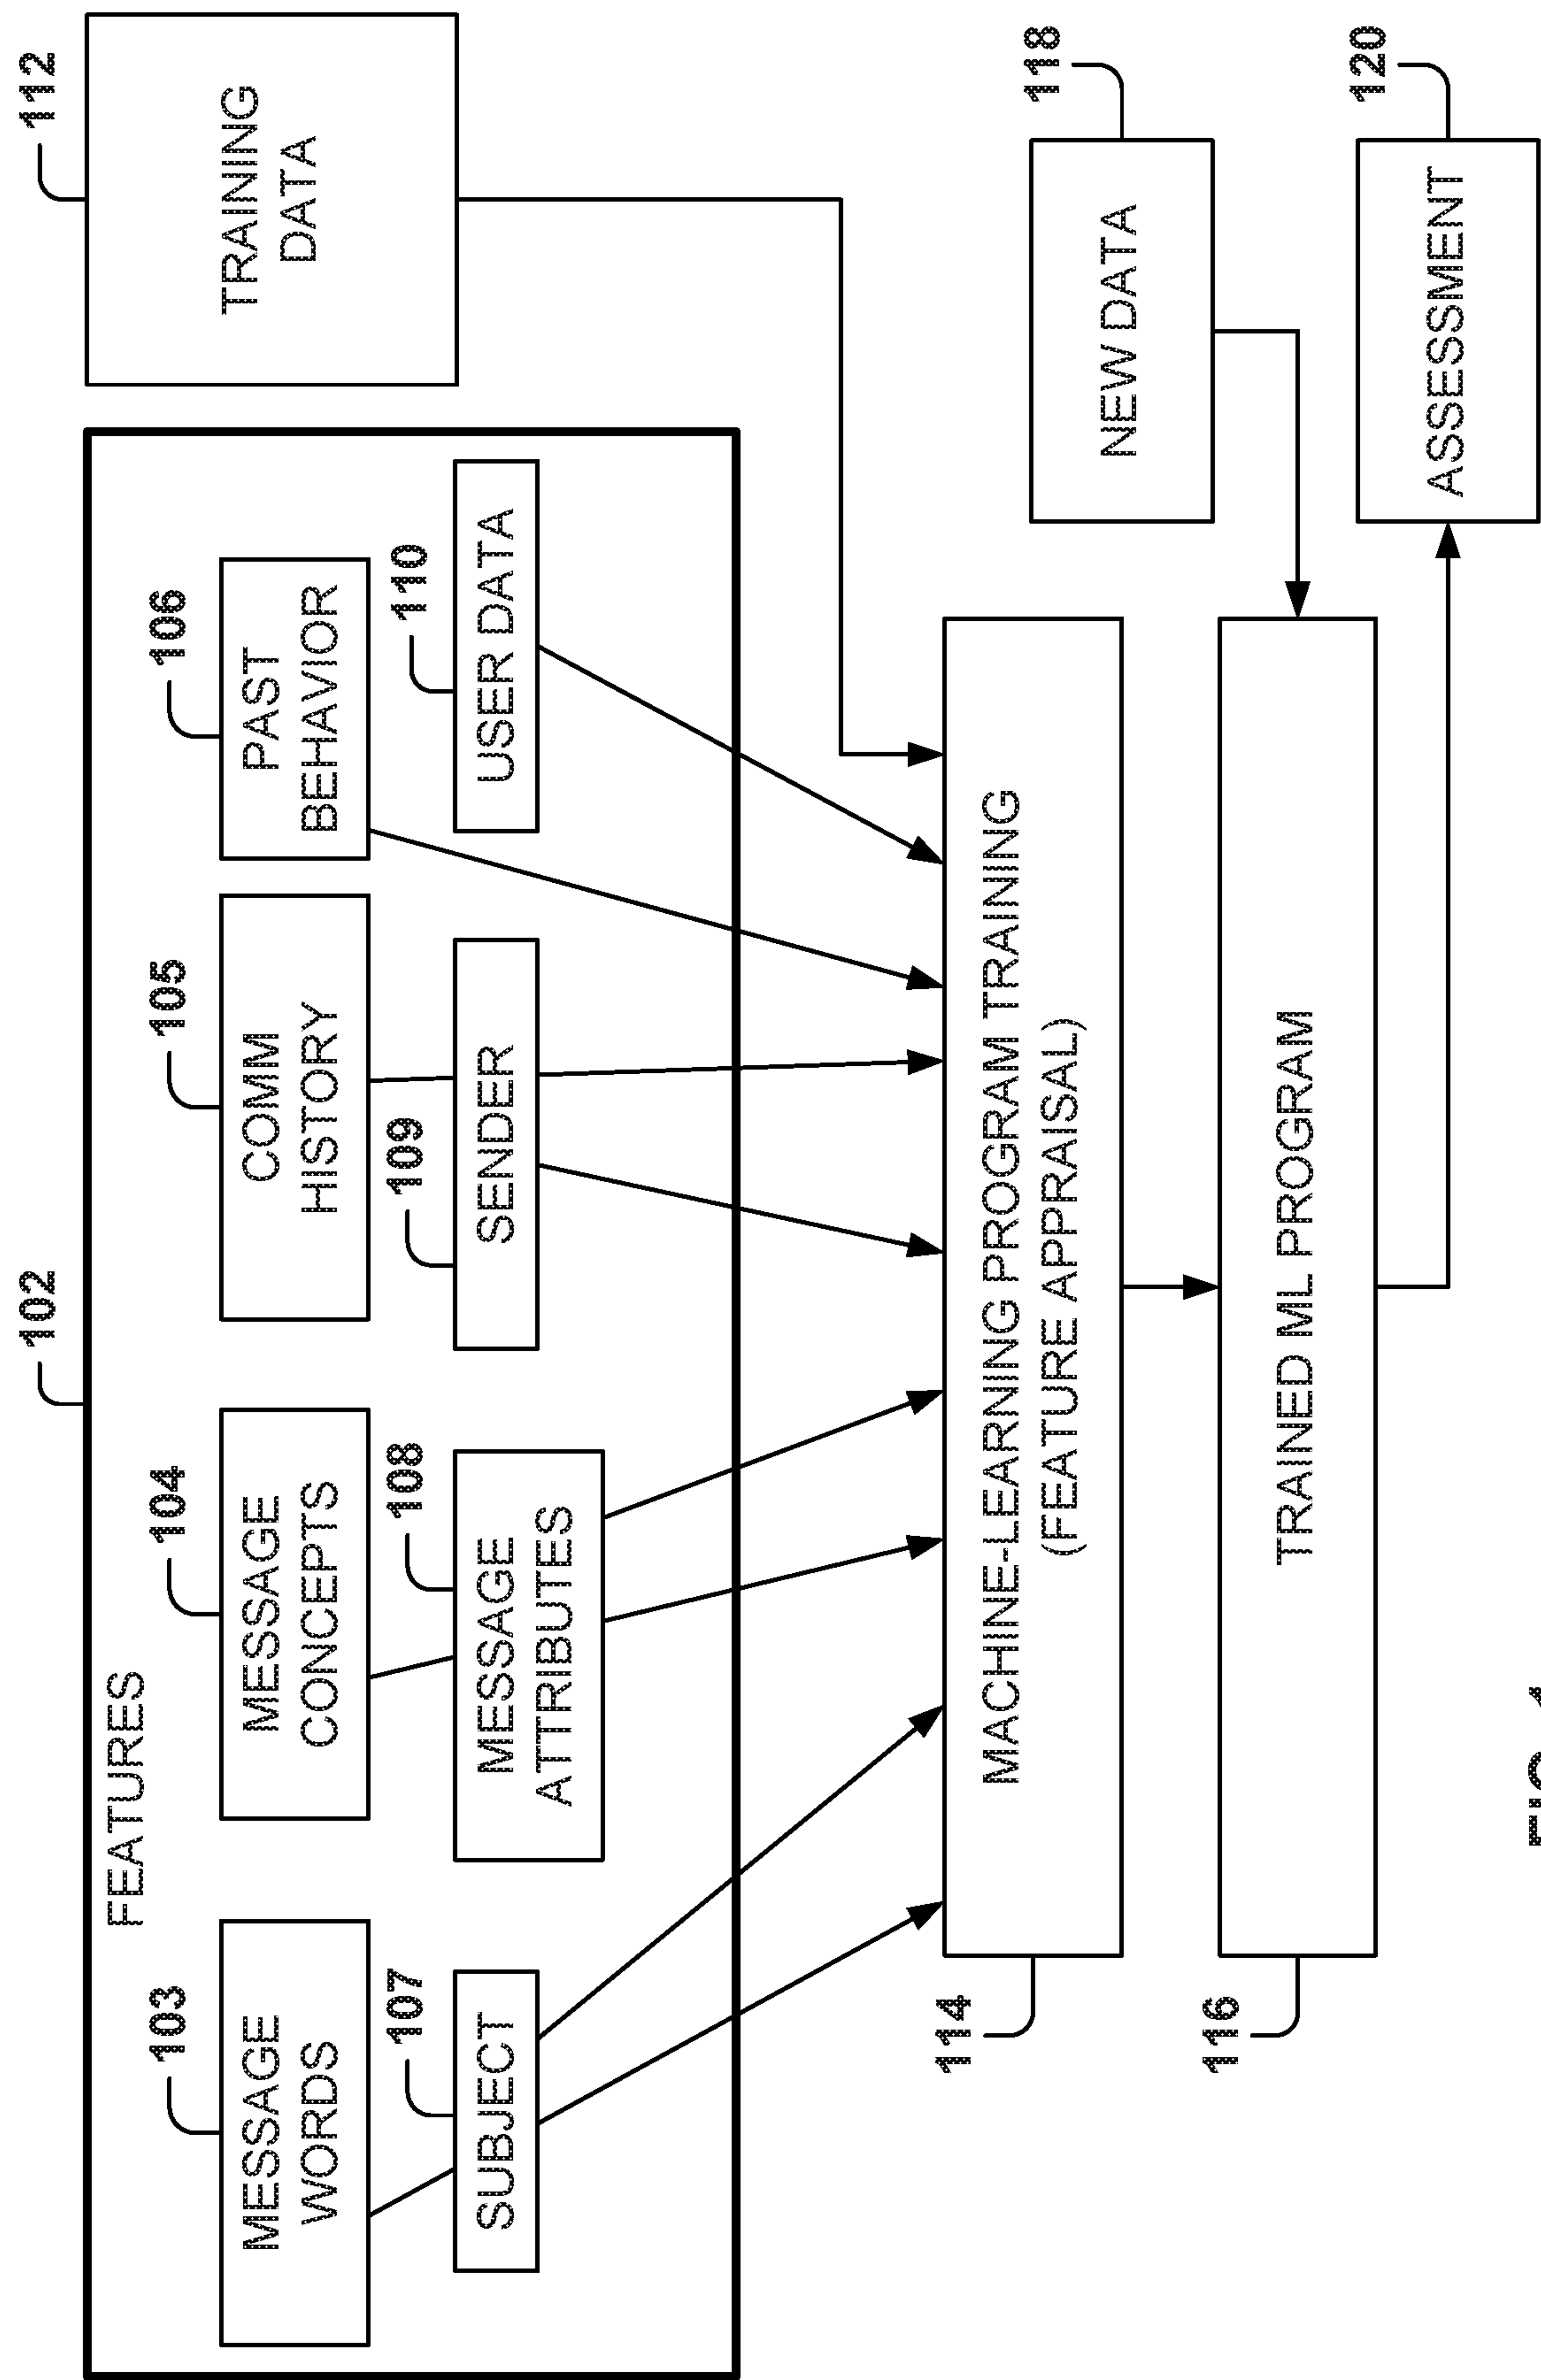 102
112
FEATURES
103
104
105
106
TRAINING
DATA
MESSAGE
WORDS
MESSAGE
CONCEPTS
COMM
HISTORY
PAST
BEHAVIOR
107
108
109
110
SUBJECT
MESSAGE
ATTRIBUTES
SENDER
USER DATA
114
MACHINE-LEARNING PROGRAM TRAINING
(FEATURE APPRAISAL)
118
NEW DATA
116
TRAINED ML PROGRAM
120
ASSESSMENT